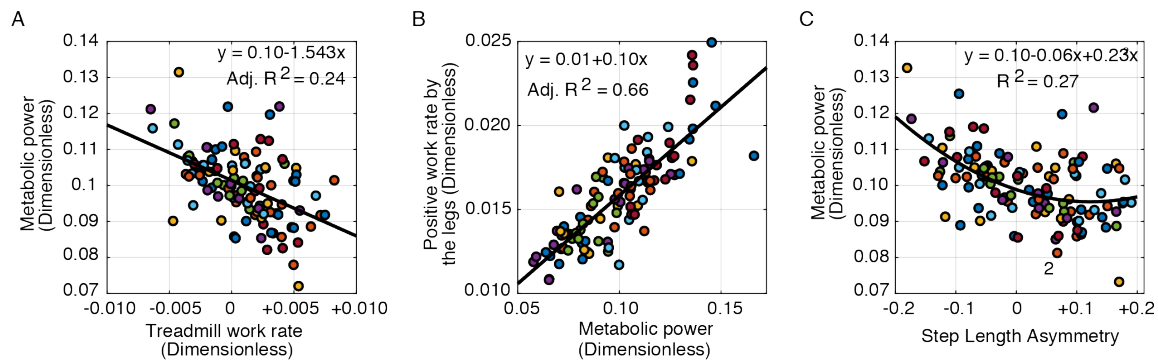 A
y = 0.10-1.543x
Adj. R² = 0.24
0.14
0.13
0.12
0.11
0.1
0.09
0.08
0.07
-0.010
-0.005
0
+0.005
+0.010
Metabolic power
(Dimensionless)
Treadmill work rate
(Dimensionless)
B
y = 0.01+0.10x
Adj. R² = 0.66
0.025
0.020
0.015
0.010
0.05
0.10
0.15
Positive work rate by
the legs (Dimensionless)
Metabolic power
(Dimensionless)
C
y = 0.10-0.06x+0.23x
R² = 0.27
2
0.14
0.13
0.12
0.11
0.10
0.09
0.08
0.07
-0.2
-0.1
0
+0.1
+0.2
Metabolic power
(Dimensionless)
Step Length Asymmetry